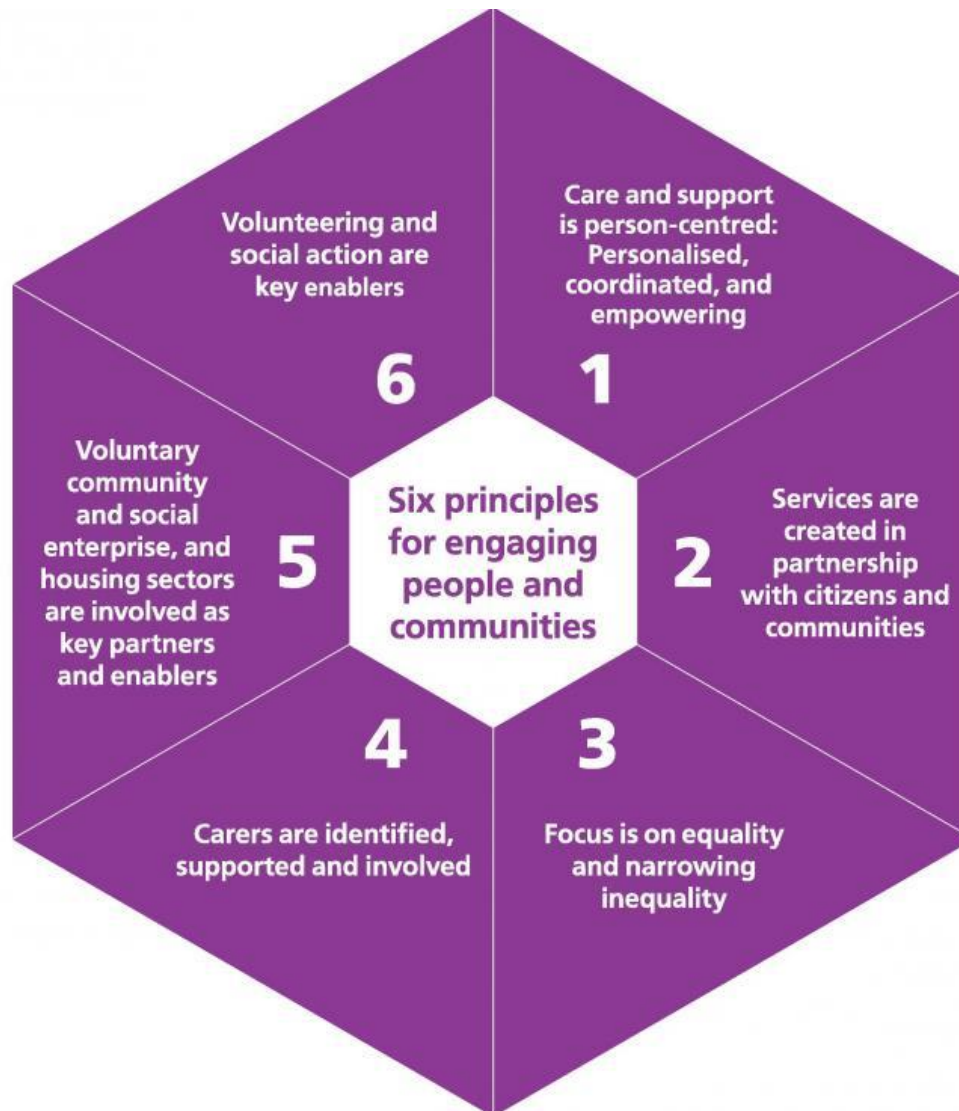 Six principles
for engaging
people and
communities
Care and support
is person-centred:
Personalised,
coordinated, and
empowering
1
Services are
created in
partnership
with citizens and
communities
2
3
Focus is on equality
and narrowing
inequality
4
Carers are identified,
supported and involved
Voluntary
community
and social
enterprise, and
housing sectors
are involved as
key partners
and enablers
5
Volunteering and
social action are
key enablers
6